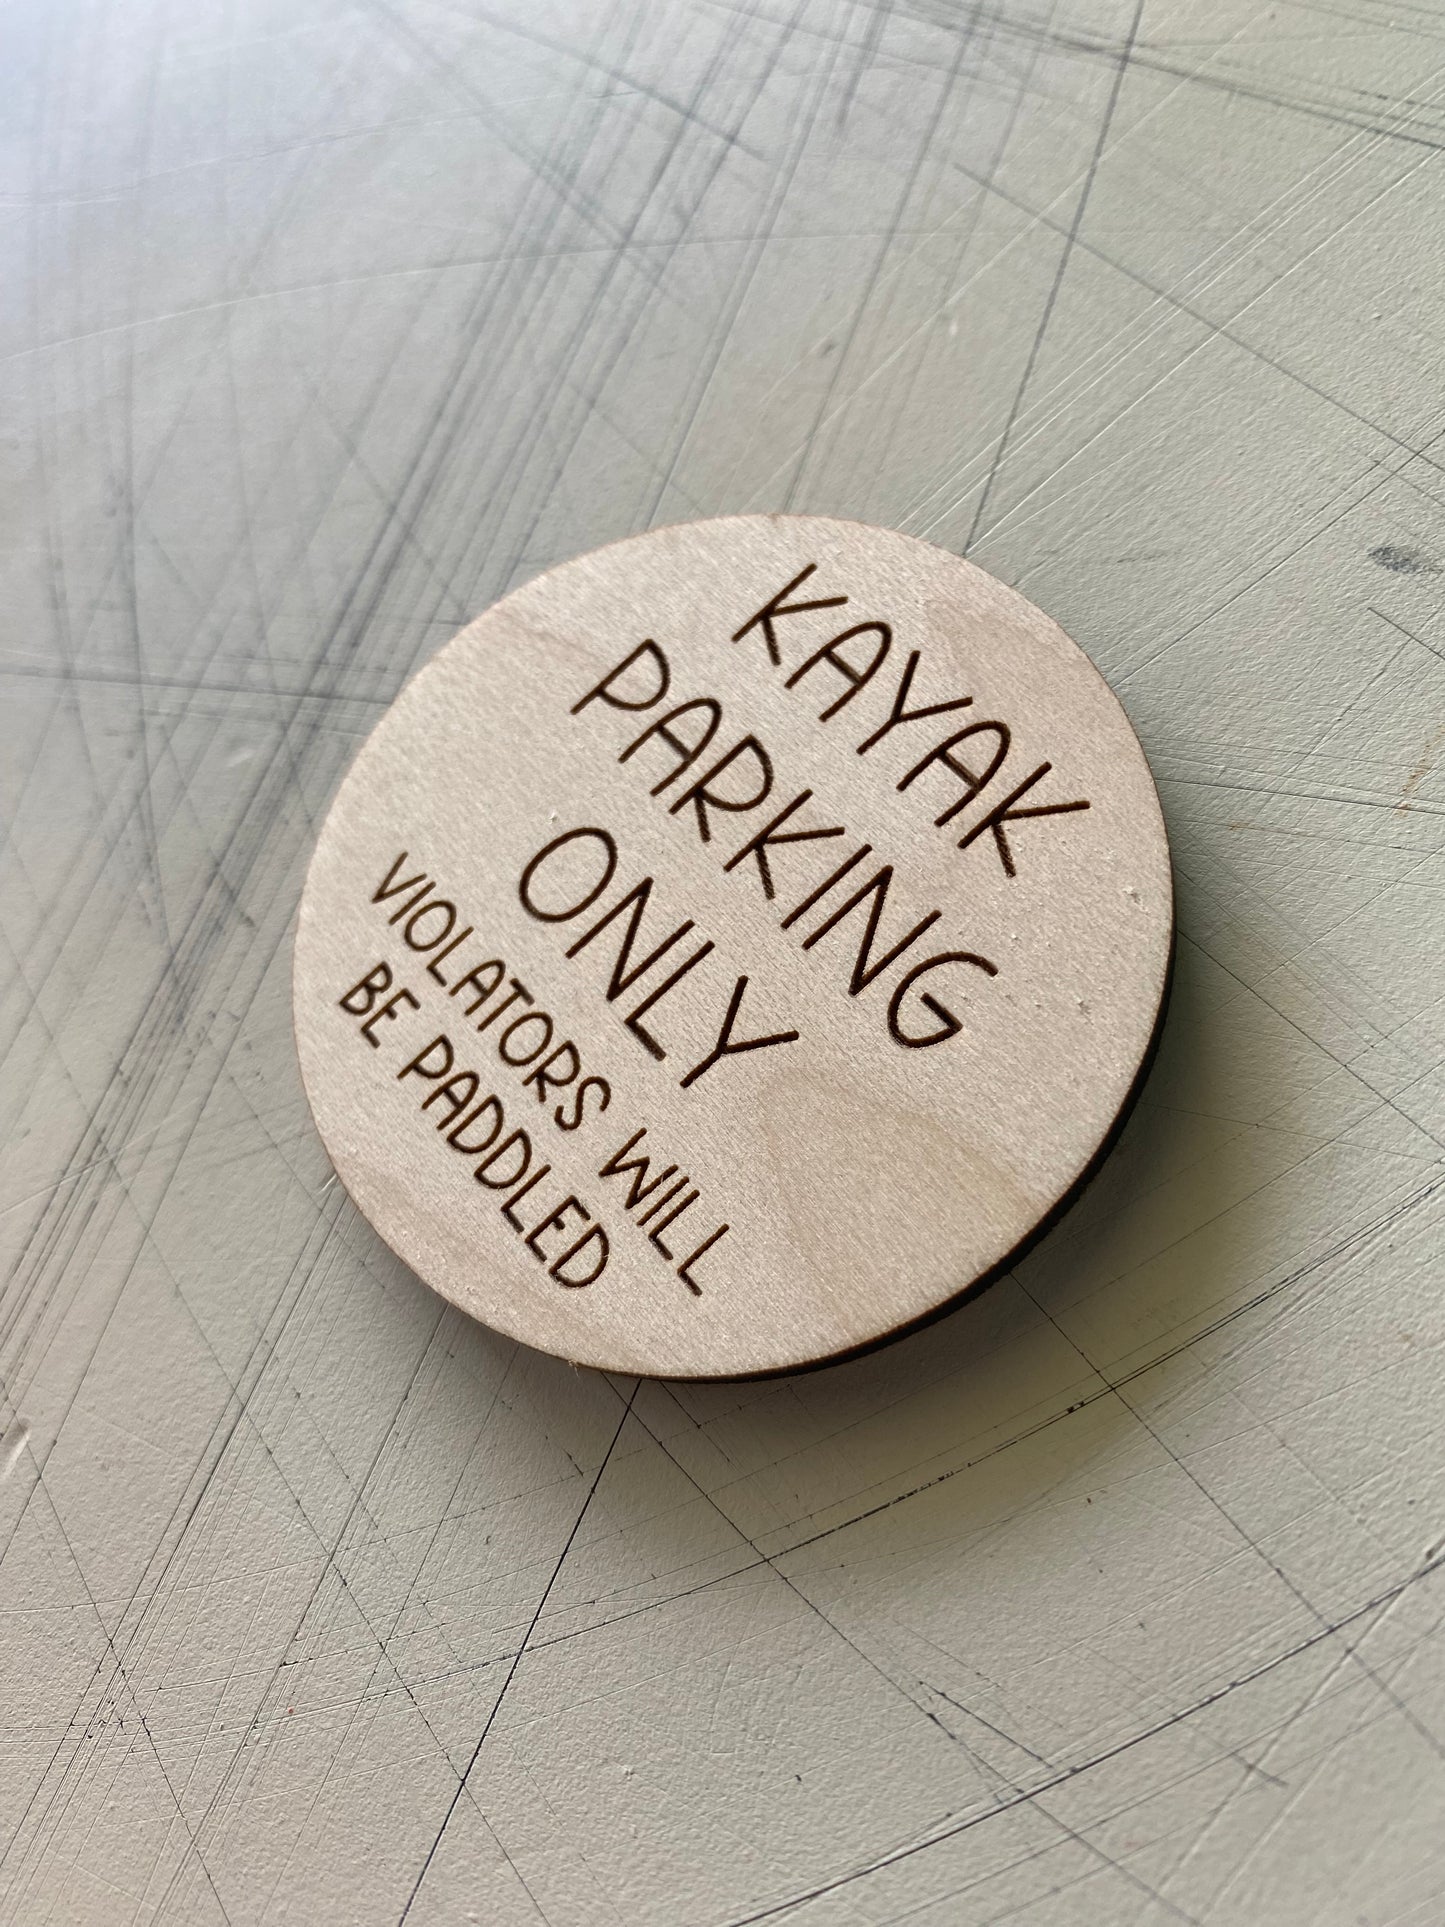 KAYAK
PARKING
ONLY
VIOLATORS WILL
BE PADDLED